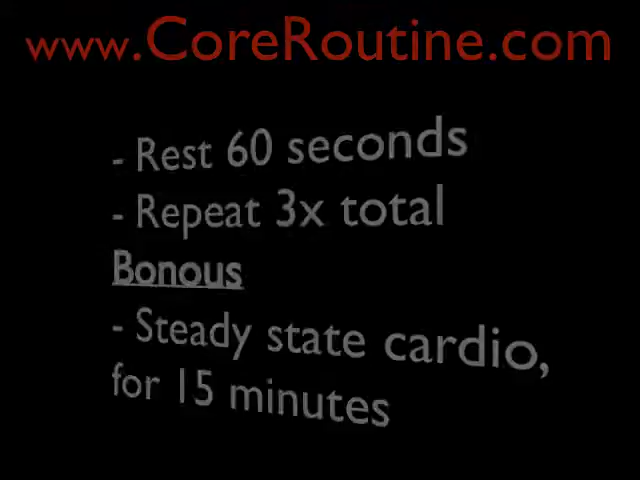 www.CoreRoutine.com
- Rest 60 seconds
- Repeat 3x total
Bonous
- Steady state cardio,
for 15 minutes